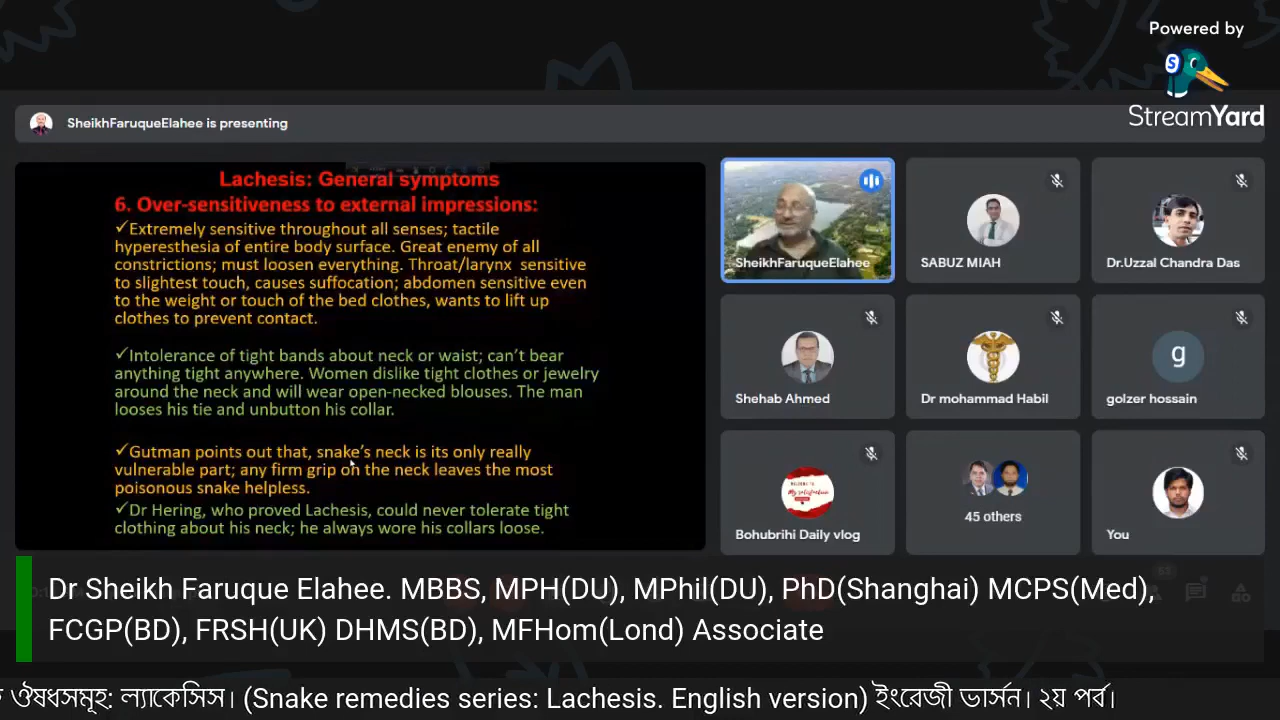 Powered by
StreamYard
SheikhFaruqueElahee is presenting
Lachesis: General symptoms
6. Over-sensitiveness to external impressions:
✓Extremely sensitive throughout all senses; tactile
hyperesthesia of entire body surface. Great enemy of all
constrictions; must loosen everything. Throat/larynx sensitive
to slightest touch, causes suffocation; abdomen sensitive even
to the weight or touch of the bed clothes, wants to lift up
clothes to prevent contact.
✓Intolerance of tight bands about neck or waist; can't bear
anything tight anywhere. Women dislike tight clothes or jewelry
around the neck and will wear open-necked blouses. The man
looses his tie and unbutton his collar.
✓Gutman points out that, snake's neck is its only really
vulnerable part; any firm grip on the neck leaves the most
poisonous snake helpless.
✓Dr Hering, who proved Lachesis, could never tolerate tight
clothing about his neck; he always wore his collars loose.
SheikhFaruqueElahee
SABUZ MIAH
Dr.Uzzal Chandra Das
Shehab Ahmed
Dr mohammad Habil
g
golzer hossain
Bohubrihi Daily vlog
45 others
You
53
Dr Sheikh Faruque Elahee. MBBS, MPH(DU), MPhil(DU), PhD(Shanghai) MCPS(Med),
FCGP(BD), FRSH(UK) DHMS(BD), MFHom(Lond) Associate
ঔষধসমূহ: ল্যাকেসিস। (Snake remedies series: Lachesis. English version) ইংরেজী ভার্সন। ২য় পর্ব।